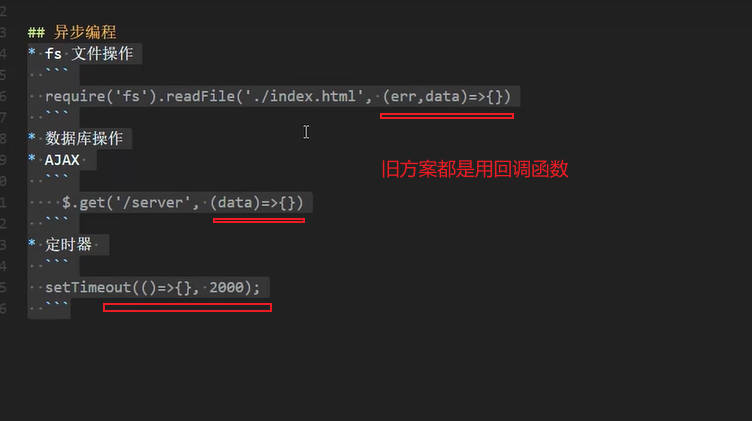 2
3 ## 异步编程
4 * fs 文件操作
5 ```
6 require('fs').readFile('./index.html', (err,data)=>{})
7 ```
8 * 数据库操作
9 * AJAX
0 ```
旧方案都是用回调函数
1 $.get('/server', (data)=>{})
2 ```
3 * 定时器
4 ```
5 setTimeout(()=>{}, 2000);
6 ```